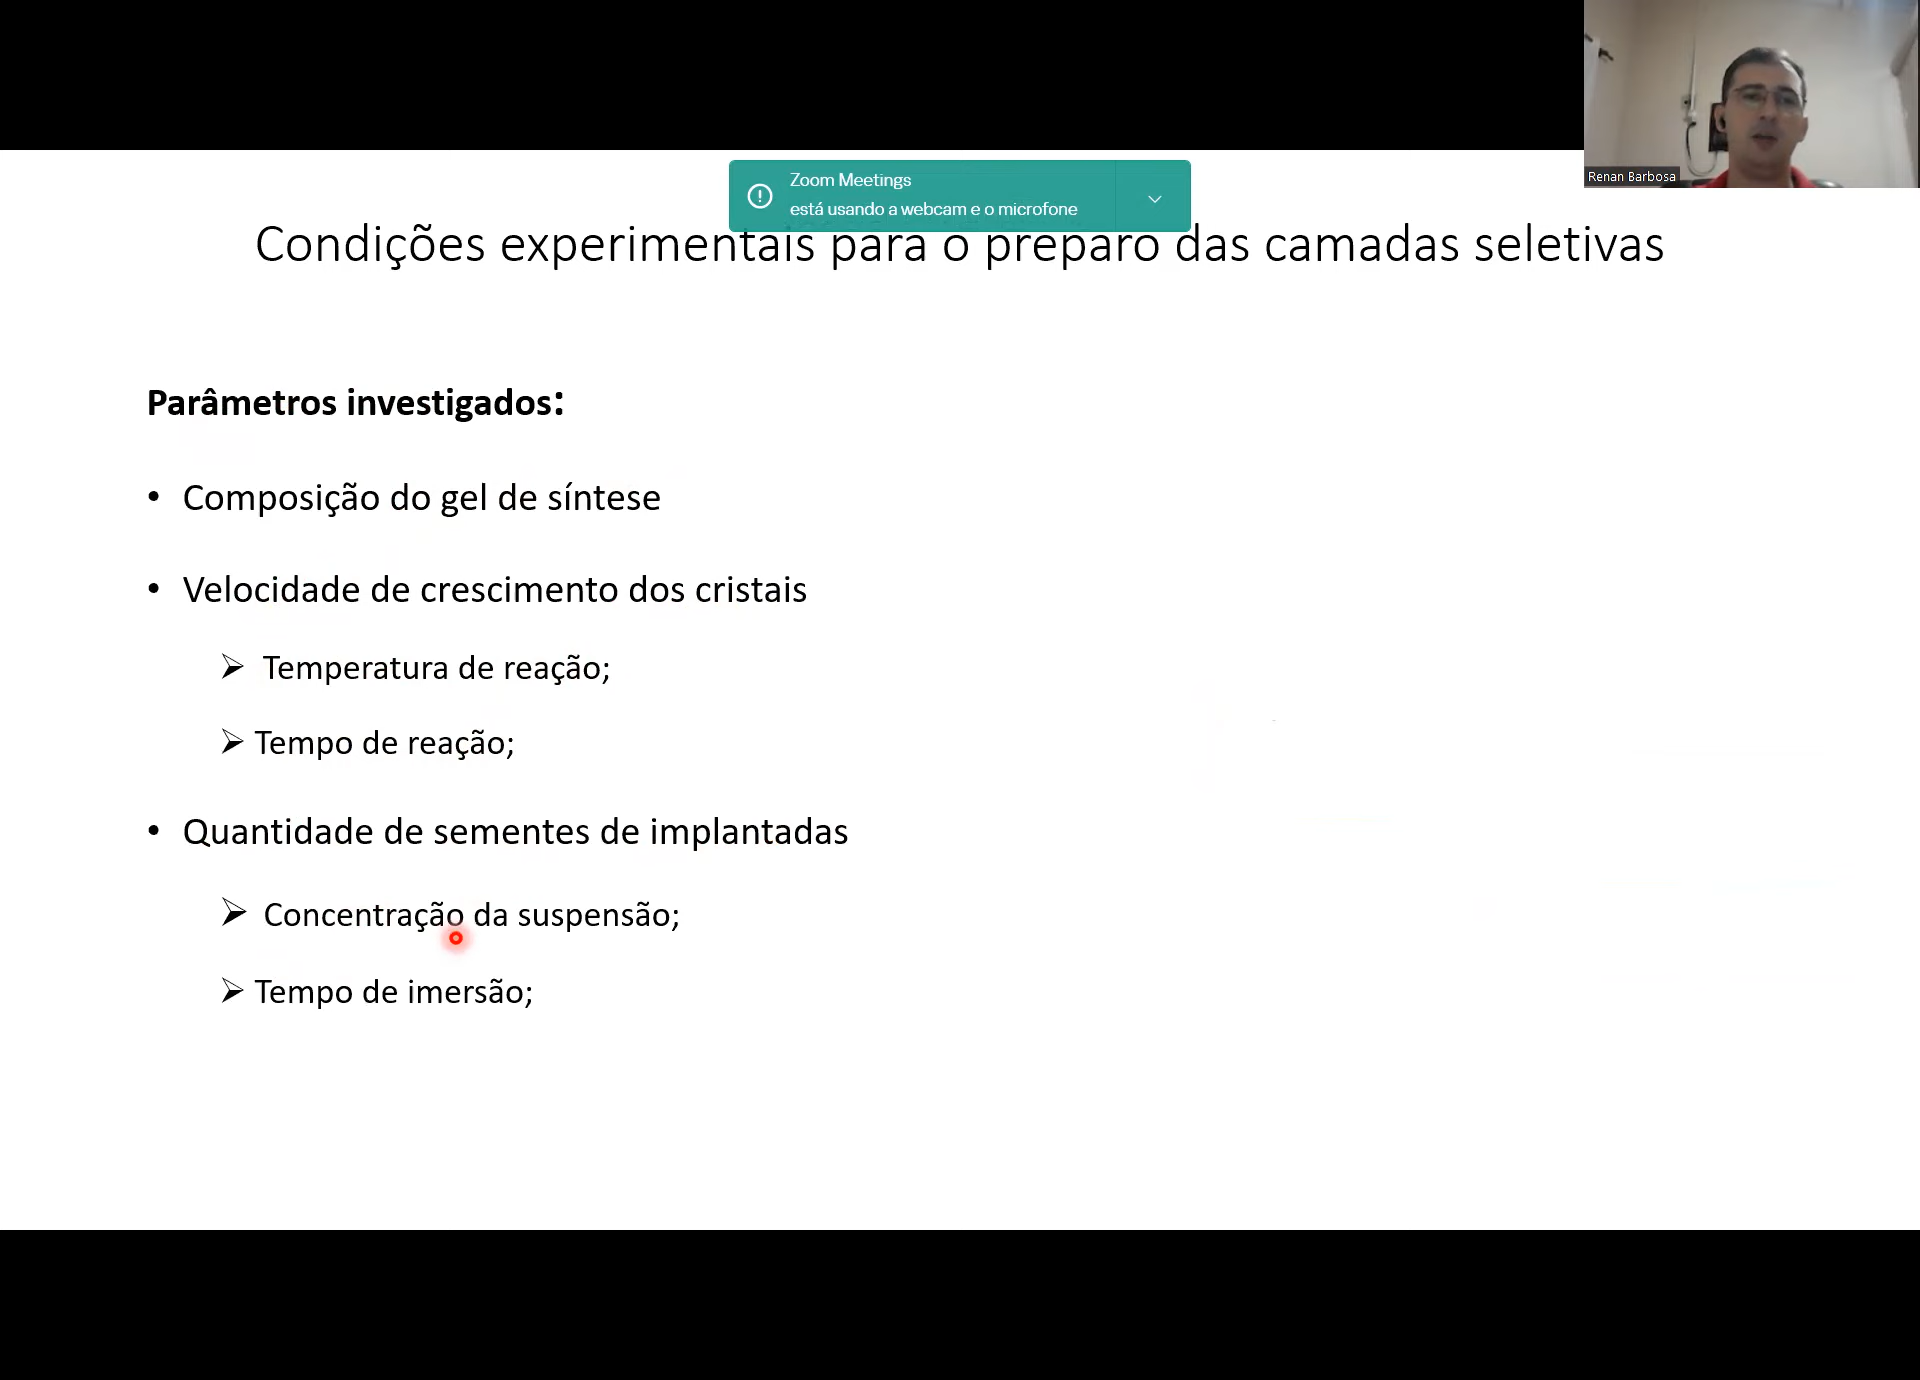 Renan Barbosa
Zoom Meetings
está usando a webcam e o microfone
Condições experimentais para o preparo das camadas seletivas
Parâmetros investigados:
• Composição do gel de síntese
• Velocidade de crescimento dos cristais
➢ Temperatura de reação;
➢ Tempo de reação;
• Quantidade de sementes de implantadas
➢ Concentração da suspensão;
➢ Tempo de imersão;